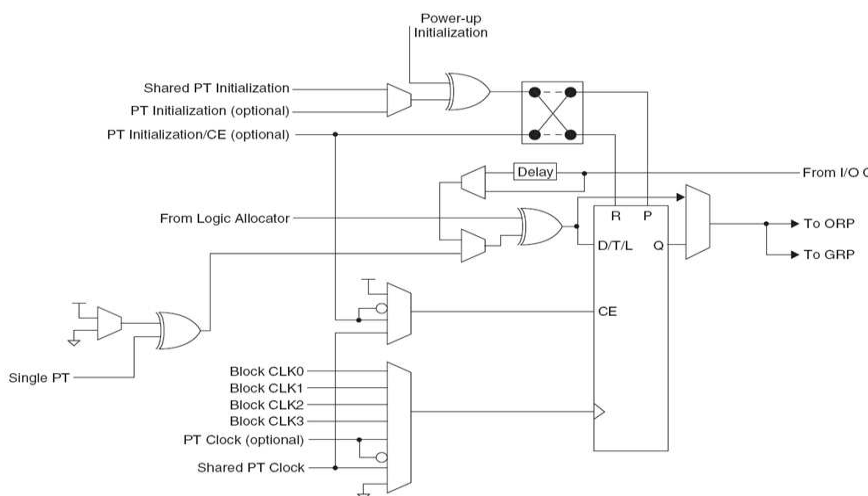 Power-up
Initialization
Shared PT Initialization
PT Initialization (optional)
PT Initialization/CE (optional)
Delay
From I/O C
From Logic Allocator
R
P
To ORP
D/T/L
Q
To GRP
CE
Single PT
Block CLK0
Block CLK1
Block CLK2
Block CLK3
PT Clock (optional)
Shared PT Clock